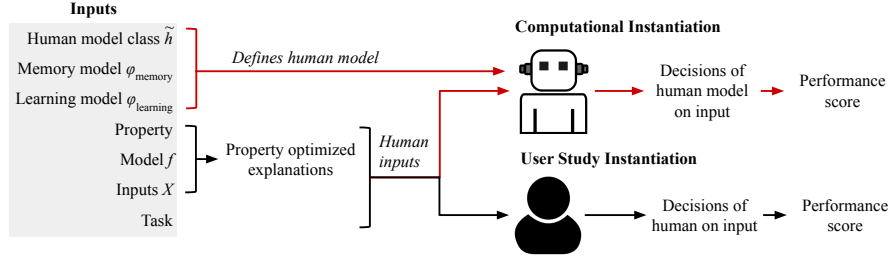 Inputs
Human model class h̃
Memory model φmemory
Learning model φlearning
Property
Model f
Inputs X
Task
Defines human model
Property optimized
explanations
Human
inputs
Computational Instantiation
Decisions of
human model
on input
Performance
score
User Study Instantiation
Decisions of
human on input
Performance
score